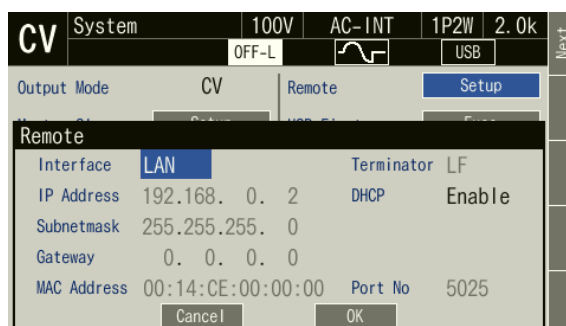 CV System 100V AC-INT 1P2W 2.0k
OFF-L USB
Next
Output Mode CV Remote Setup
Remote
Interface LAN Terminator LF
IP Address 192.168. 0. 2 DHCP Enable
Subnetmask 255.255.255. 0
Gateway 0. 0. 0. 0
MAC Address 00:14:CE:00:00:00 Port No 5025
Cancel OK